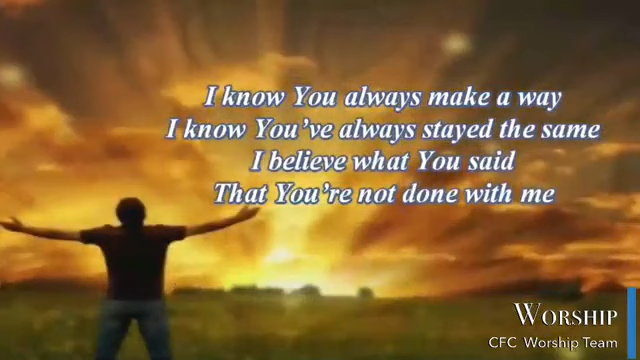 I know You always make a way
I know You've always stayed the same
I believe what You said
That You're not done with me
WORSHIP
CFC Worship Team